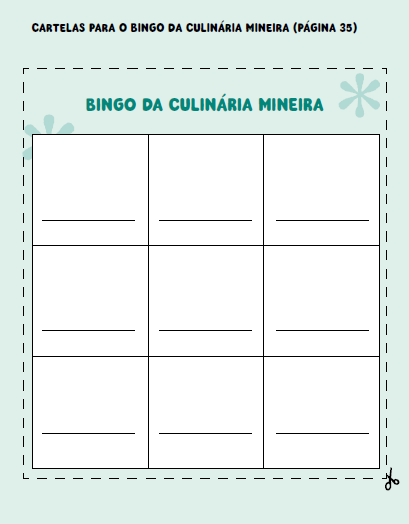 CARTELAS PARA O BINGO DA CULINÁRIA MINEIRA (PÁGINA 35)
BINGO DA CULINÁRIA MINEIRA